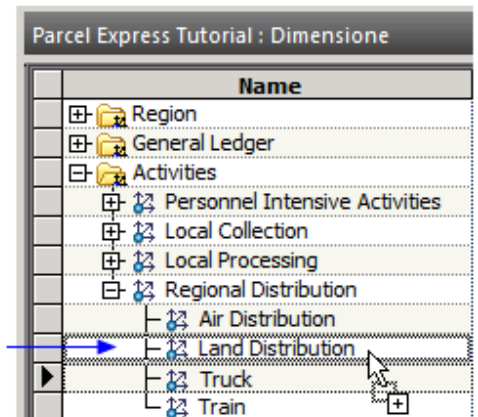 Parcel Express Tutorial : Dimensione
Name
Region
General Ledger
Activities
Personnel Intensive Activities
Local Collection
Local Processing
Regional Distribution
Air Distribution
Land Distribution
Truck
Train